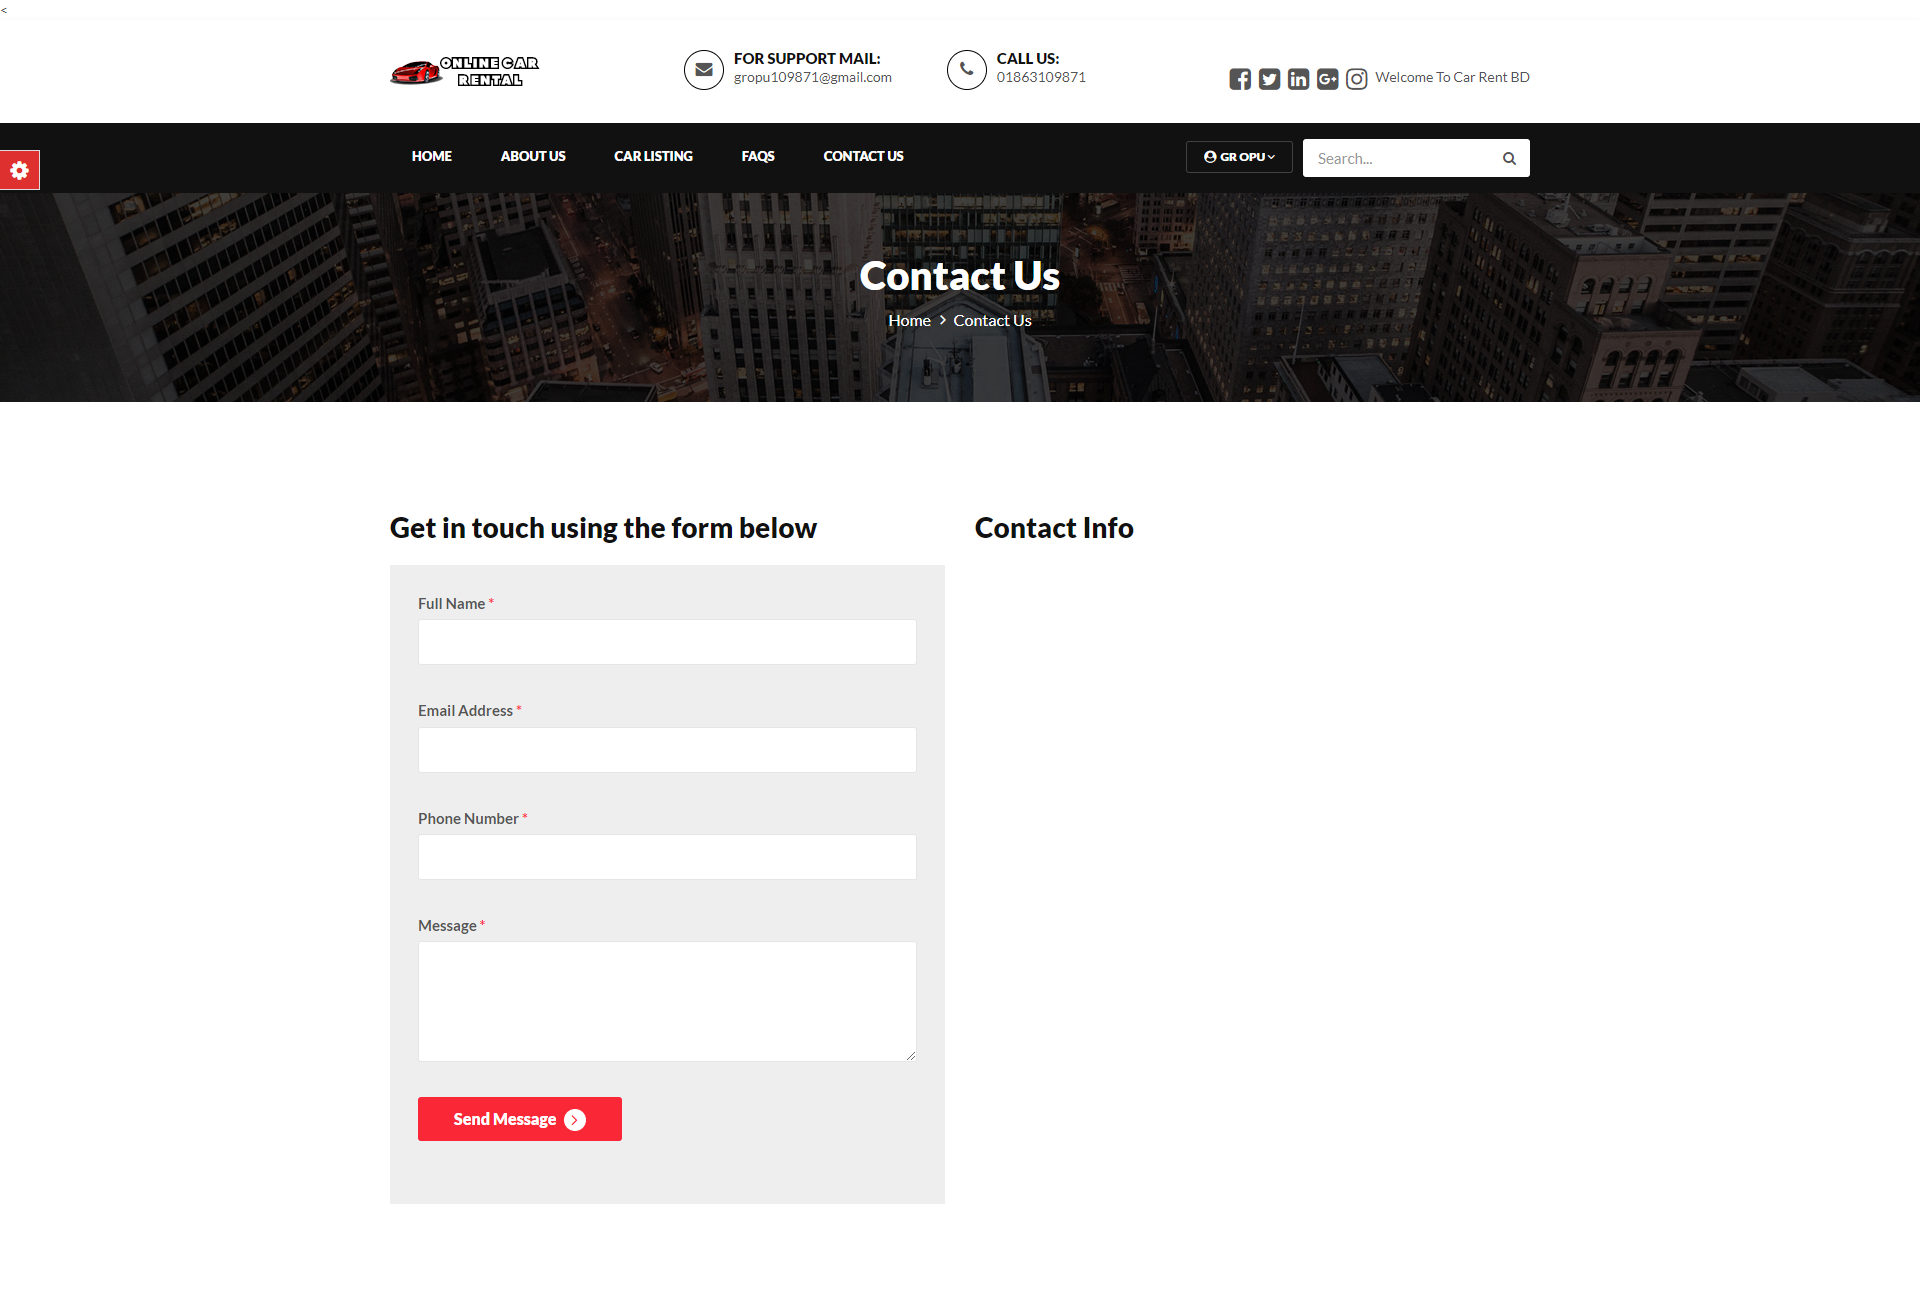 <
ONLINE CAR
RENTAL
FOR SUPPORT MAIL:
gropu109871@gmail.com
CALL US:
01863109871
Welcome To Car Rent BD
HOME ABOUT US CAR LISTING FAQS CONTACT US
GR OPU
Search...
Contact Us
Home > Contact Us
Get in touch using the form below
Full Name *
Email Address *
Phone Number *
Message *
Send Message
Contact Info